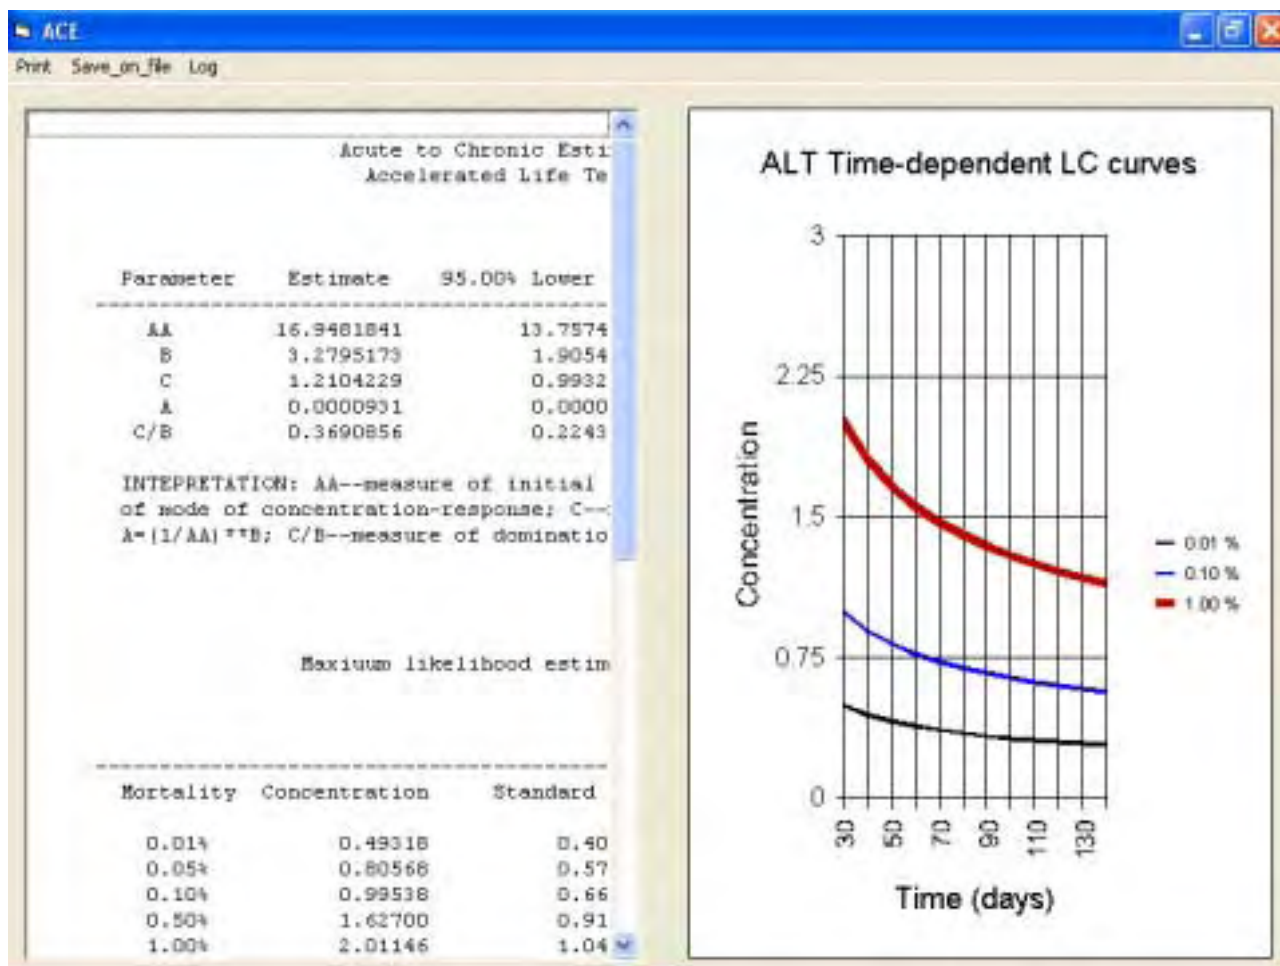 ACE
Print Save_on_file Log
Acute to Chronic Esti
Accelerated Life Te
Parameter Estimate 95.00% Lower
AA 16.9481841 13.7574
B 3.2795173 1.9054
C 1.2104229 0.9932
A 0.0000931 0.0000
C/B 0.3690856 0.2243
INTEPRETATION: AA--measure of initial
of mode of concentration-response; C--
A=(1/AA)**B; C/B--measure of dominatio
Maxiuum likelihood estim
Mortality Concentration Standard
0.01% 0.49318 0.40
0.05% 0.80568 0.57
0.10% 0.99538 0.66
0.50% 1.62700 0.91
1.00% 2.01146 1.04
ALT Time-dependent LC curves
3
2.25
1.5
0.75
0
Concentration
30 50 70 90 110 130
Time (days)
0.01 %
0.10 %
1.00 %